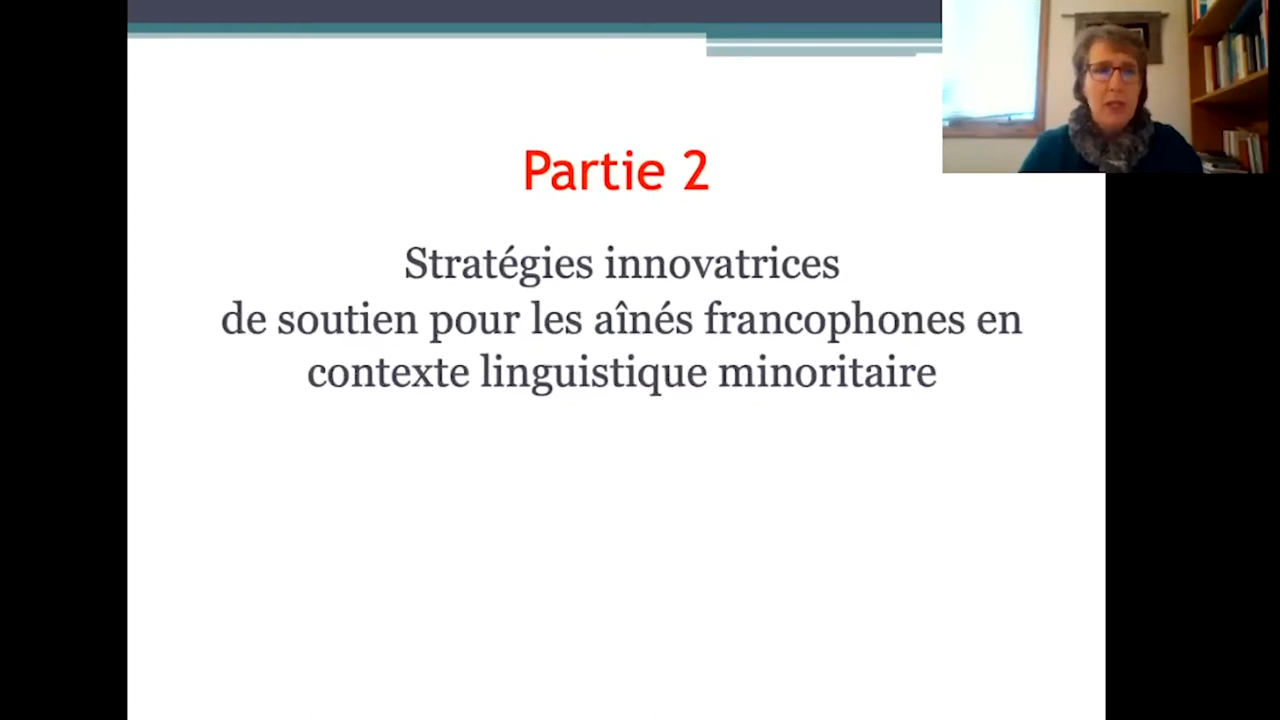 Partie 2
Stratégies innovatrices
de soutien pour les aînés francophones en
contexte linguistique minoritaire